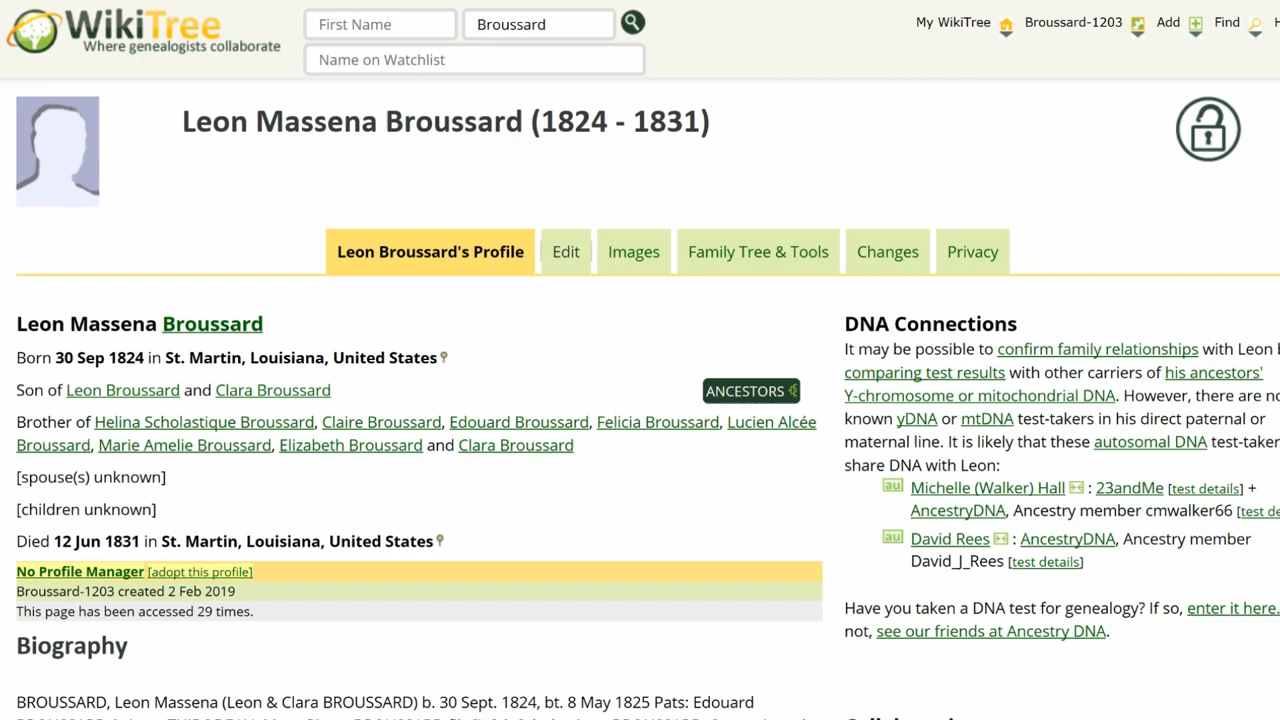 WikiTree
Where genealogists collaborate
First Name
Broussard
Name on Watchlist
My WikiTree Broussard-1203 Add Find H
Leon Massena Broussard (1824 - 1831)
Leon Broussard's Profile Edit Images Family Tree & Tools Changes Privacy
Leon Massena Broussard
Born 30 Sep 1824 in St. Martin, Louisiana, United States
Son of Leon Broussard and Clara Broussard
ANCESTORS
Brother of Helina Scholastique Broussard, Claire Broussard, Edouard Broussard, Felicia Broussard, Lucien Alcée
Broussard, Marie Amelie Broussard, Elizabeth Broussard and Clara Broussard
[spouse(s) unknown]
[children unknown]
Died 12 Jun 1831 in St. Martin, Louisiana, United States
No Profile Manager [adopt this profile]
Broussard-1203 created 2 Feb 2019
This page has been accessed 29 times.
Biography
BROUSSARD, Leon Massena (Leon & Clara BROUSSARD) b. 30 Sept. 1824, bt. 8 May 1825 Pats: Edouard
DNA Connections
It may be possible to confirm family relationships with Leon b
comparing test results with other carriers of his ancestors'
Y-chromosome or mitochondrial DNA. However, there are no
known yDNA or mtDNA test-takers in his direct paternal or
maternal line. It is likely that these autosomal DNA test-taker
share DNA with Leon:
au Michelle (Walker) Hall : 23andMe [test details] +
AncestryDNA, Ancestry member cmwalker66 [test de
au David Rees : AncestryDNA, Ancestry member
David_J_Rees [test details]
Have you taken a DNA test for genealogy? If so, enter it here.
not, see our friends at Ancestry DNA.